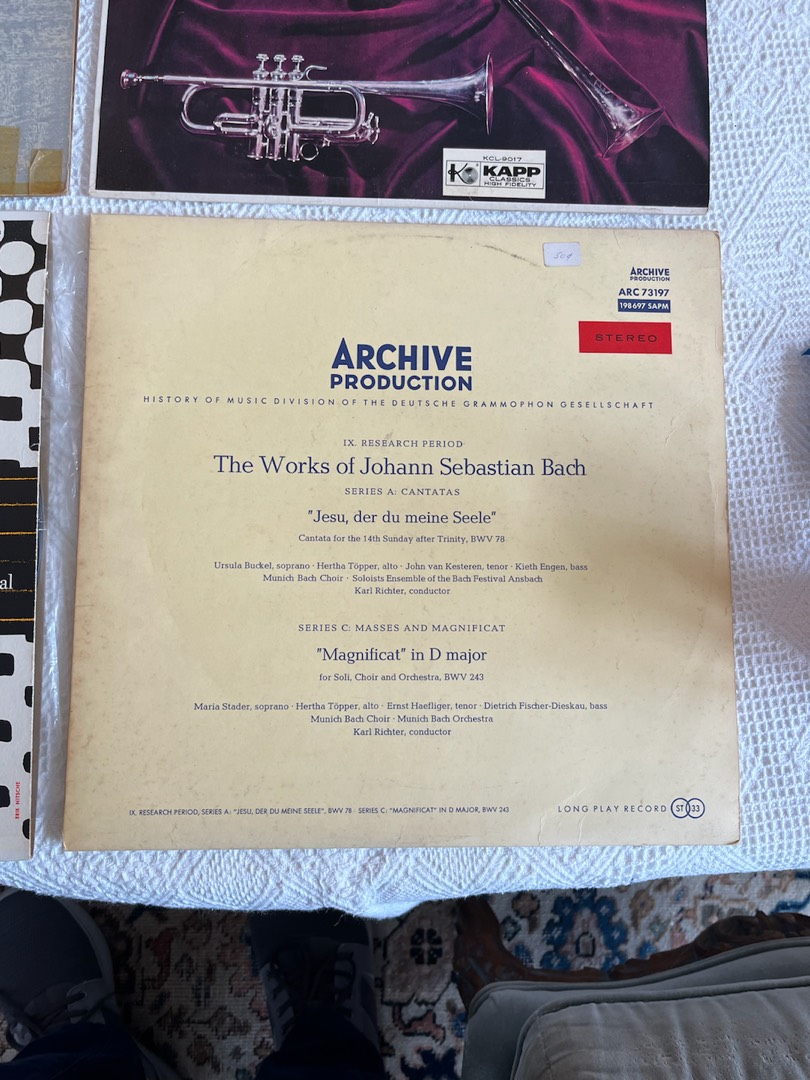 KCL-9017
K KAPP
CLASSICS
HIGH FIDELITY
al
ERIK NITSCHE
50¢
ARCHIVE
PRODUCTION
ARC 73197
198697 SAPM
STEREO
ARCHIVE
PRODUCTION
HISTORY OF MUSIC DIVISION OF THE DEUTSCHE GRAMMOPHON GESELLSCHAFT
IX. RESEARCH PERIOD
The Works of Johann Sebastian Bach
SERIES A: CANTATAS
"Jesu, der du meine Seele"
Cantata for the 14th Sunday after Trinity, BWV 78
Ursula Buckel, soprano · Hertha Töpper, alto · John van Kesteren, tenor · Kieth Engen, bass
Munich Bach Choir · Soloists Ensemble of the Bach Festival Ansbach
Karl Richter, conductor
SERIES C: MASSES AND MAGNIFICAT
"Magnificat" in D major
for Soli, Choir and Orchestra, BWV 243
Maria Stader, soprano · Hertha Töpper, alto · Ernst Haefliger, tenor · Dietrich Fischer-Dieskau, bass
Munich Bach Choir · Munich Bach Orchestra
Karl Richter, conductor
IX. RESEARCH PERIOD, SERIES A: "JESU, DER DU MEINE SEELE", BWV 78 · SERIES C: "MAGNIFICAT" IN D MAJOR, BWV 243
LONG PLAY RECORD ST 33